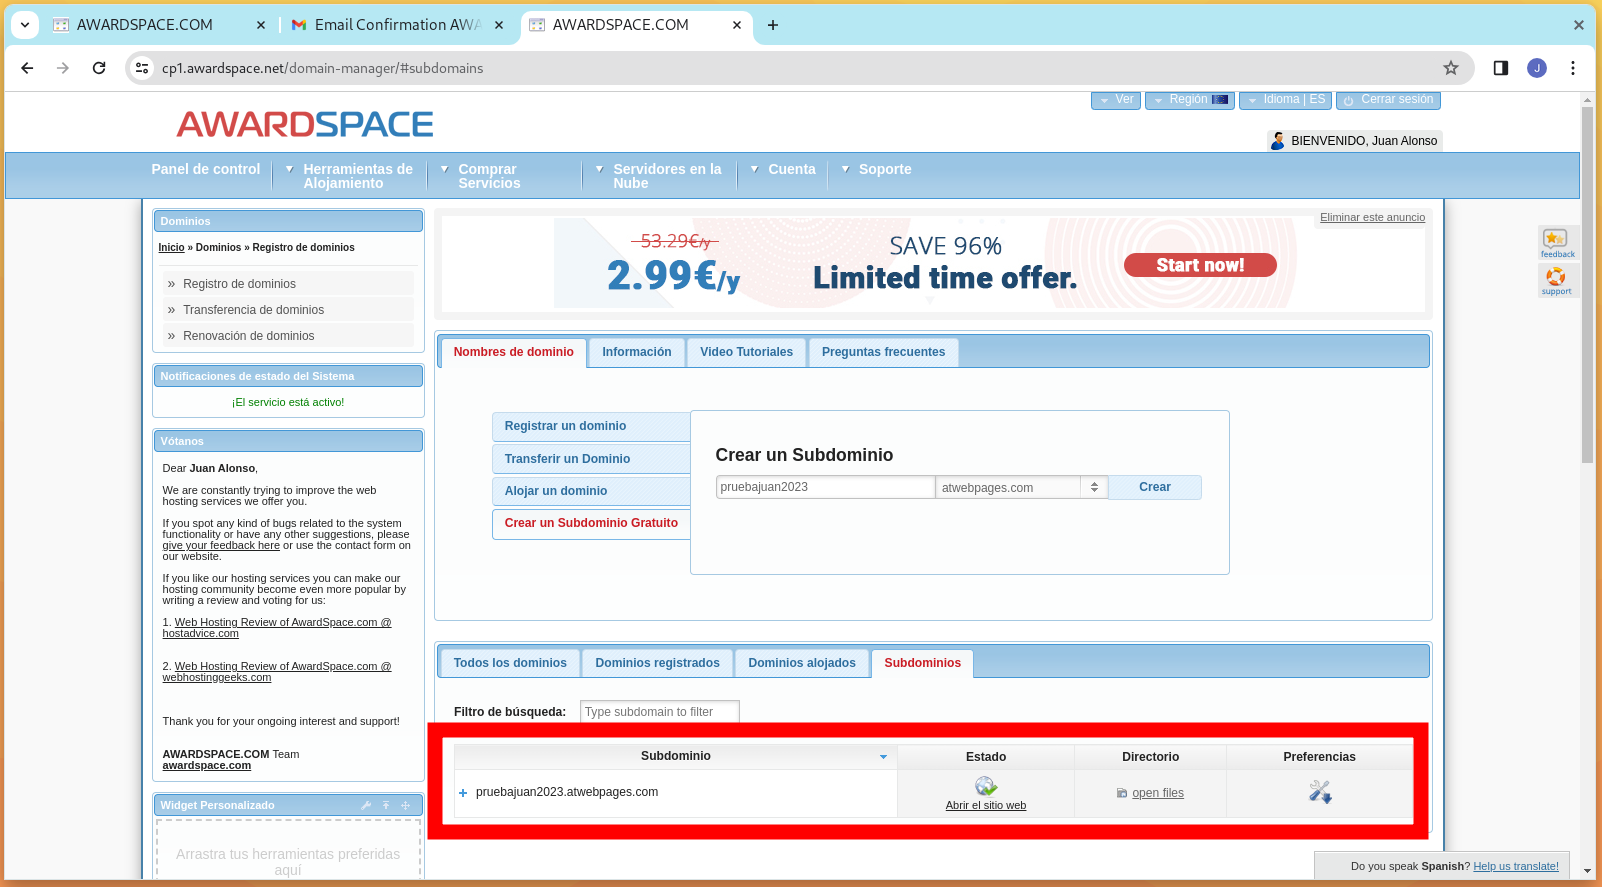 AWARDSPACE.COM
Email Confirmation AWA
AWARDSPACE.COM
cp1.awardspace.net/domain-manager/#subdomains
J
Ver
Región
Idioma | ES
Cerrar sesión
AWARDSPACE
BIENVENIDO, Juan Alonso
Panel de control
Herramientas de
Alojamiento
Comprar
Servicios
Servidores en la
Nube
Cuenta
Soporte
Dominios
Inicio » Dominios » Registro de dominios
» Registro de dominios
» Transferencia de dominios
» Renovación de dominios
Notificaciones de estado del Sistema
¡El servicio está activo!
Vótanos
Dear Juan Alonso,
We are constantly trying to improve the web
hosting services we offer you.
If you spot any kind of bugs related to the system
functionality or have any other suggestions, please
give your feedback here or use the contact form on
our website.
If you like our hosting services you can make our
hosting community become even more popular by
writing a review and voting for us:
1. Web Hosting Review of AwardSpace.com @
hostadvice.com
2. Web Hosting Review of AwardSpace.com @
webhostinggeeks.com
Thank you for your ongoing interest and support!
AWARDSPACE.COM Team
awardspace.com
Widget Personalizado
Arrastra tus herramientas preferidas
aquí
Eliminar este anuncio
53.29€/y
2.99€/y
SAVE 96%
Limited time offer.
Start now!
feedback
support
Nombres de dominio
Información
Video Tutoriales
Preguntas frecuentes
Registrar un dominio
Transferir un Dominio
Alojar un dominio
Crear un Subdominio Gratuito
Crear un Subdominio
pruebajuan2023
atwebpages.com
Crear
Todos los dominios
Dominios registrados
Dominios alojados
Subdominios
Filtro de búsqueda:
Type subdomain to filter
Subdominio
Estado
Directorio
Preferencias
pruebajuan2023.atwebpages.com
Abrir el sitio web
open files
Do you speak Spanish? Help us translate!